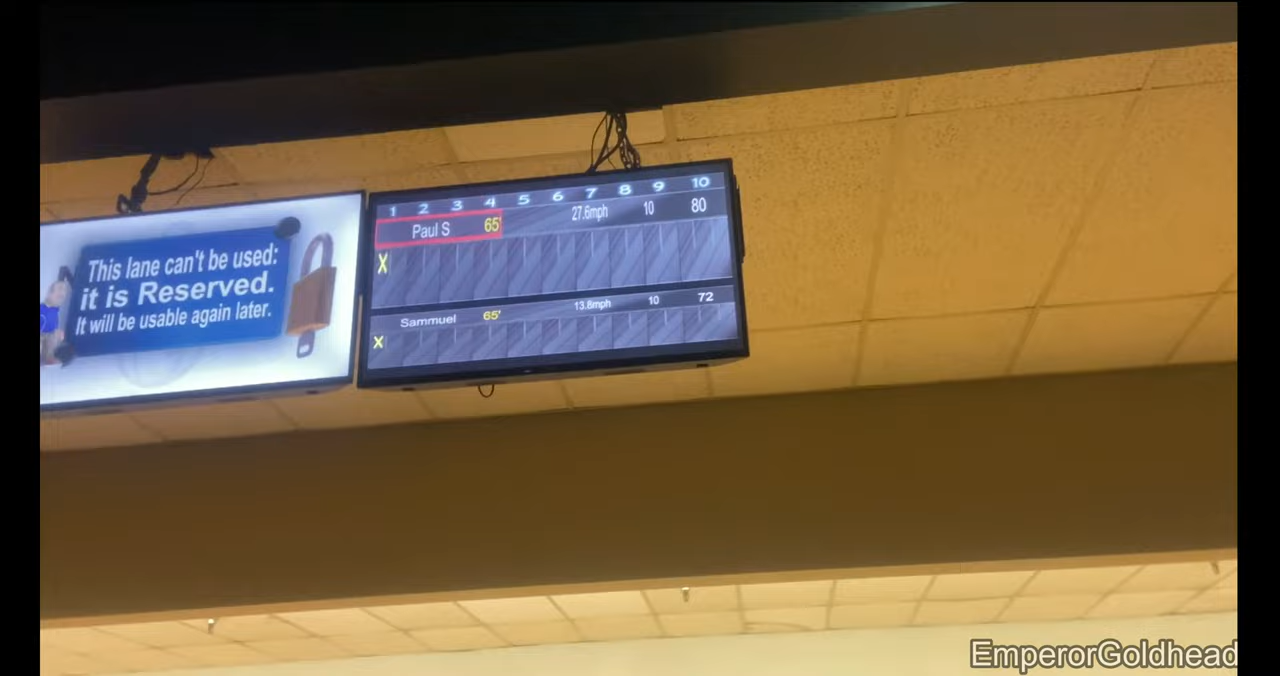 This lane can't be used:
it is Reserved.
It will be usable again later.
1 2 3 4 5 6 7 8 9 10
Paul S 65' 27.6mph 10 80
X
Sammuel 65' 13.8mph 10 72
X
EmperorGoldhead